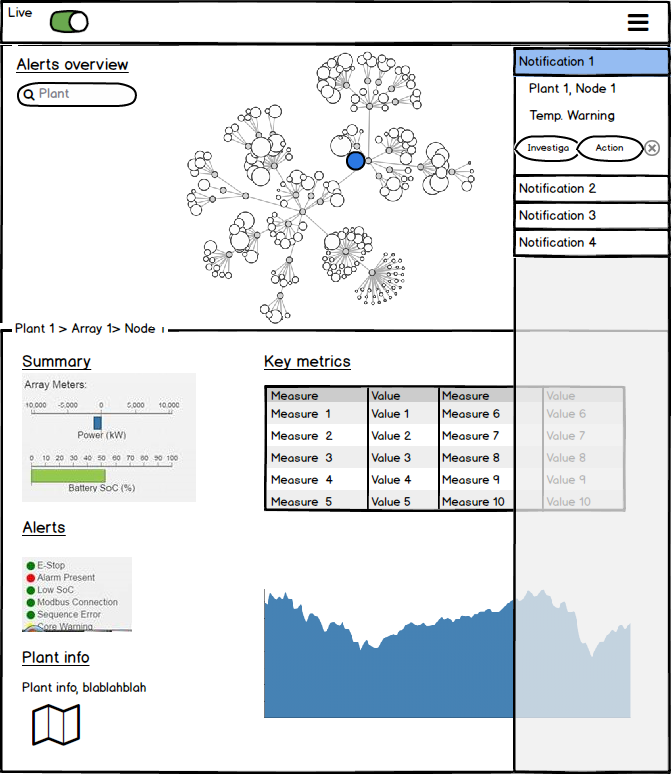 Live
Alerts overview
Plant
Notification 1
Plant 1, Node 1
Temp. Warning
Investiga
Action
Notification 2
Notification 3
Notification 4
Plant 1 > Array 1> Node
Summary
Array Meters:
-10,000 -5,000 0 5,000 10,000
Power (kW)
0 10 20 30 40 50 60 70 80 90 100
Battery SoC (%)
Alerts
E-Stop
Alarm Present
Low SoC
Modbus Connection
Sequence Error
Core Warning
Plant info
Plant info, blablahblah
Key metrics
Measure Value Measure Value
Measure 1 Value 1 Measure 6 Value 6
Measure 2 Value 2 Measure 7 Value 7
Measure 3 Value 3 Measure 8 Value 8
Measure 4 Value 4 Measure 9 Value 9
Measure 5 Value 5 Measure 10 Value 10